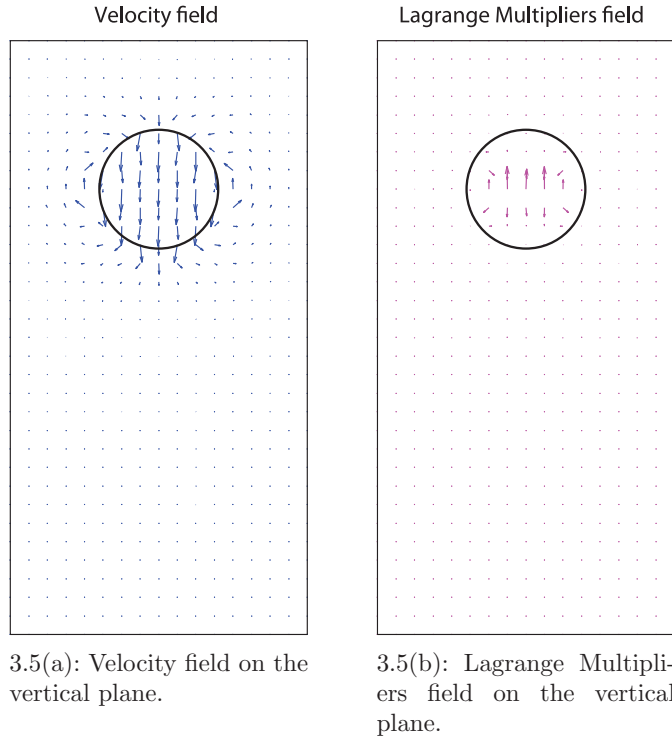 Velocity field
Lagrange Multipliers field
3.5(a): Velocity field on the
vertical plane.
3.5(b): Lagrange Multipli-
ers field on the vertical
plane.